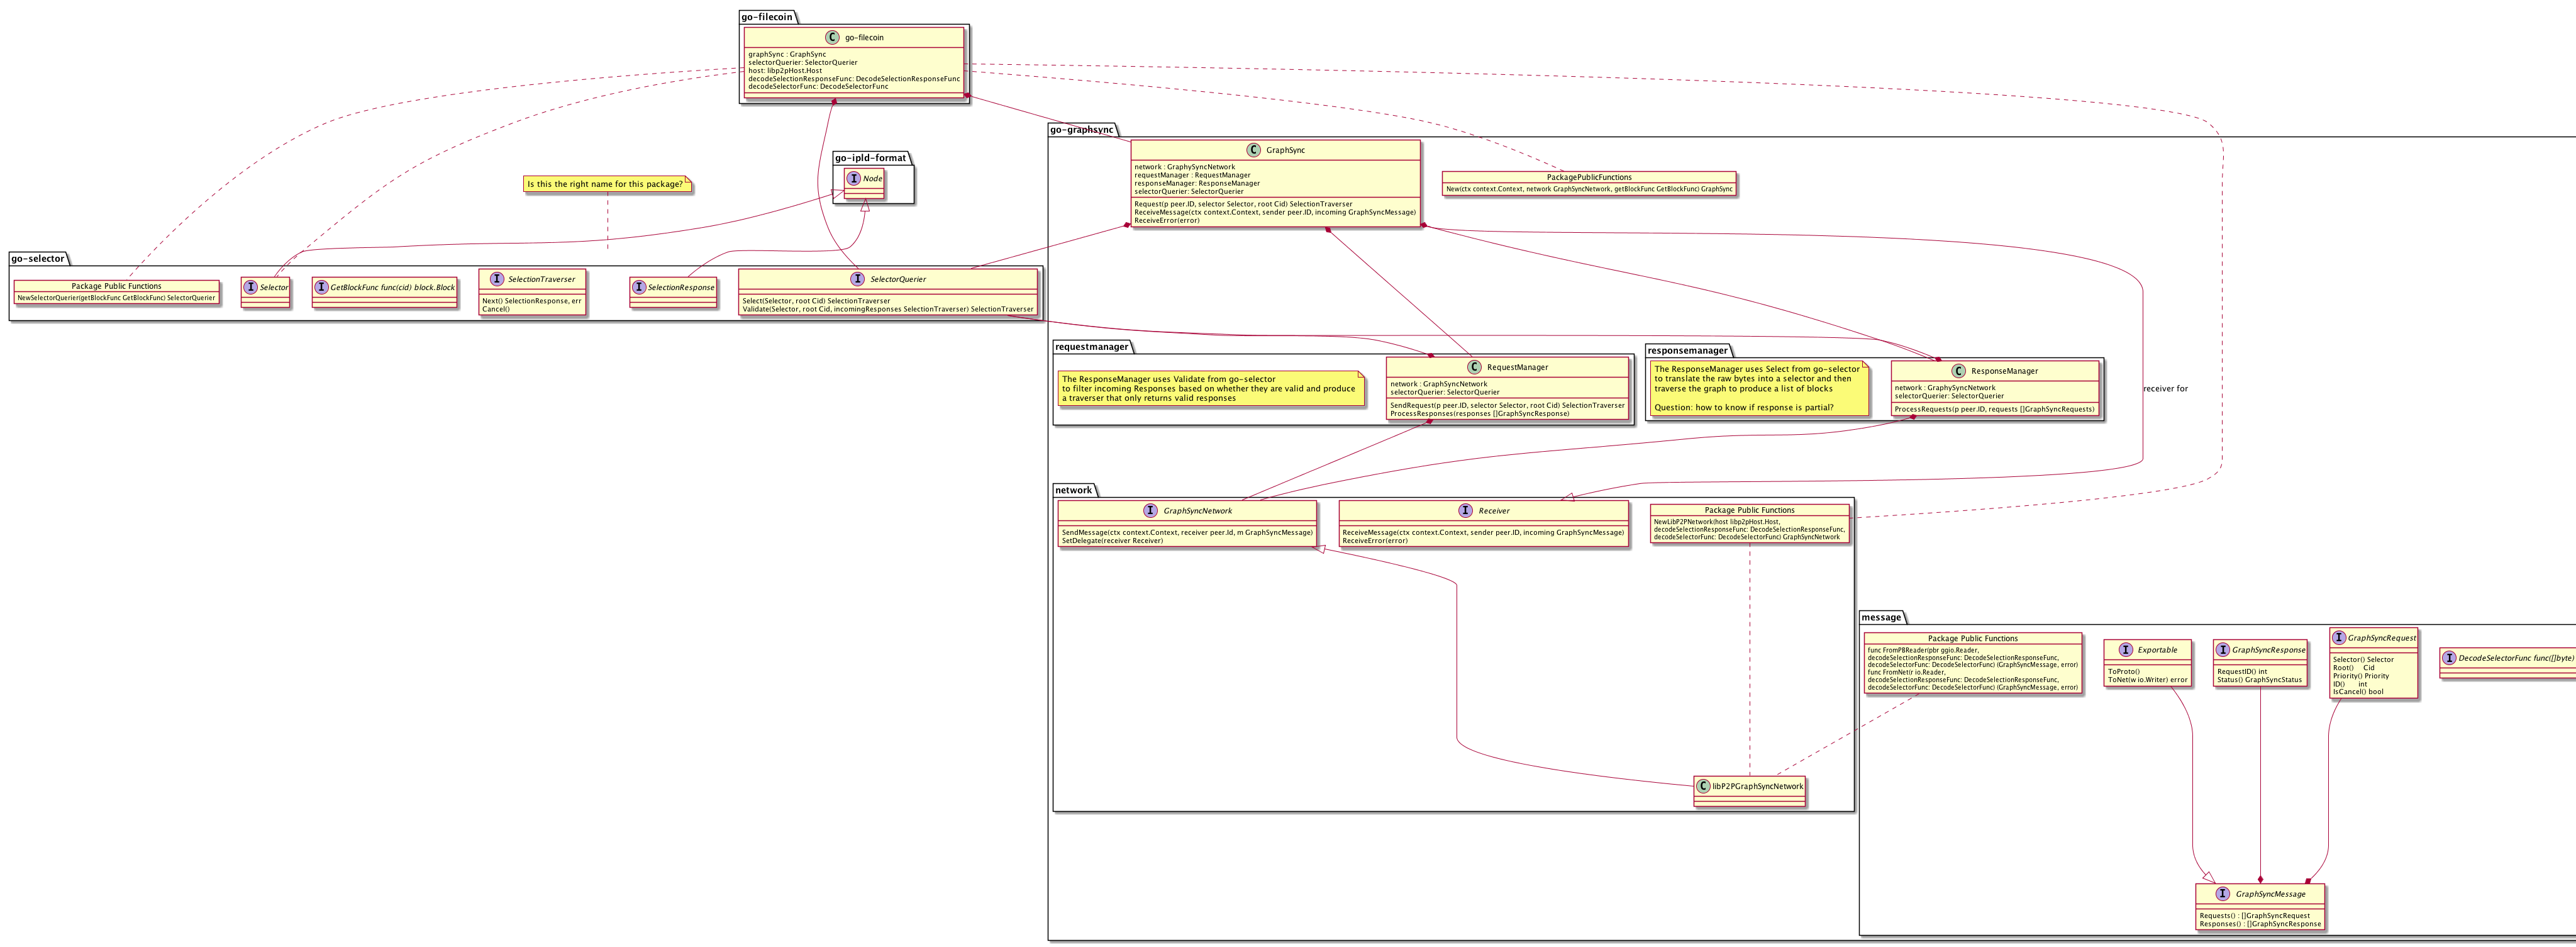 go-filecoin
C go-filecoin
graphSync : GraphSync
selectorQuerier: SelectorQuerier
host: libp2pHost.Host
decodeSelectionResponseFunc: DecodeSelectionResponseFunc
decodeSelectorFunc: DecodeSelectorFunc
go-ipld-format
I Node
Is this the right name for this package?
go-selector
Package Public Functions
NewSelectorQuerier(getBlockFunc GetBlockFunc) SelectorQuerier
I Selector
I GetBlockFunc func(cid) block.Block
I SelectionTraverser
Next() SelectionResponse, err
Cancel()
I SelectionResponse
I SelectorQuerier
Select(Selector, root Cid) SelectionTraverser
Validate(Selector, root Cid, incomingResponses SelectionTraverser) SelectionTraverser
go-graphsync
C GraphSync
network : GraphySyncNetwork
requestManager : RequestManager
responseManager: ResponseManager
selectorQuerier: SelectorQuerier
Request(p peer.ID, selector Selector, root Cid) SelectionTraverser
ReceiveMessage(ctx context.Context, sender peer.ID, incoming GraphSyncMessage)
ReceiveError(error)
PackagePublicFunctions
New(ctx context.Context, network GraphSyncNetwork, getBlockFunc GetBlockFunc) GraphSync
requestmanager
The ResponseManager uses Validate from go-selector
to filter incoming Responses based on whether they are valid and produce
a traverser that only returns valid responses
C RequestManager
network : GraphSyncNetwork
selectorQuerier: SelectorQuerier
SendRequest(p peer.ID, selector Selector, root Cid) SelectionTraverser
ProcessResponses(responses []GraphSyncResponse)
responsemanager
The ResponseManager uses Select from go-selector
to translate the raw bytes into a selector and then
traverse the graph to produce a list of blocks
Question: how to know if response is partial?
C ResponseManager
network : GraphySyncNetwork
selectorQuerier: SelectorQuerier
ProcessRequests(p peer.ID, requests []GraphSyncRequests)
receiver for
network
I GraphSyncNetwork
SendMessage(ctx context.Context, receiver peer.Id, m GraphSyncMessage)
SetDelegate(receiver Receiver)
I Receiver
ReceiveMessage(ctx context.Context, sender peer.ID, incoming GraphSyncMessage)
ReceiveError(error)
Package Public Functions
NewLibP2PNetwork(host libp2pHost.Host,
decodeSelectionResponseFunc: DecodeSelectionResponseFunc,
decodeSelectorFunc: DecodeSelectorFunc) GraphSyncNetwork
C libP2PGraphSyncNetwork
message
Package Public Functions
func FromPBReader(pbr ggio.Reader,
decodeSelectionResponseFunc: DecodeSelectionResponseFunc,
decodeSelectorFunc: DecodeSelectorFunc) (GraphSyncMessage, error)
func FromNet(r io.Reader,
decodeSelectionResponseFunc: DecodeSelectionResponseFunc,
decodeSelectorFunc: DecodeSelectorFunc) (GraphSyncMessage, error)
I Exportable
ToProto()
ToNet(w io.Writer) error
I GraphSyncResponse
RequestID() int
Status() GraphSyncStatus
I GraphSyncRequest
Selector() Selector
Root() Cid
Priority() Priority
ID() int
IsCancel() bool
I DecodeSelectorFunc func([]byte)
I GraphSyncMessage
Requests() : []GraphSyncRequest
Responses() : []GraphSyncResponse